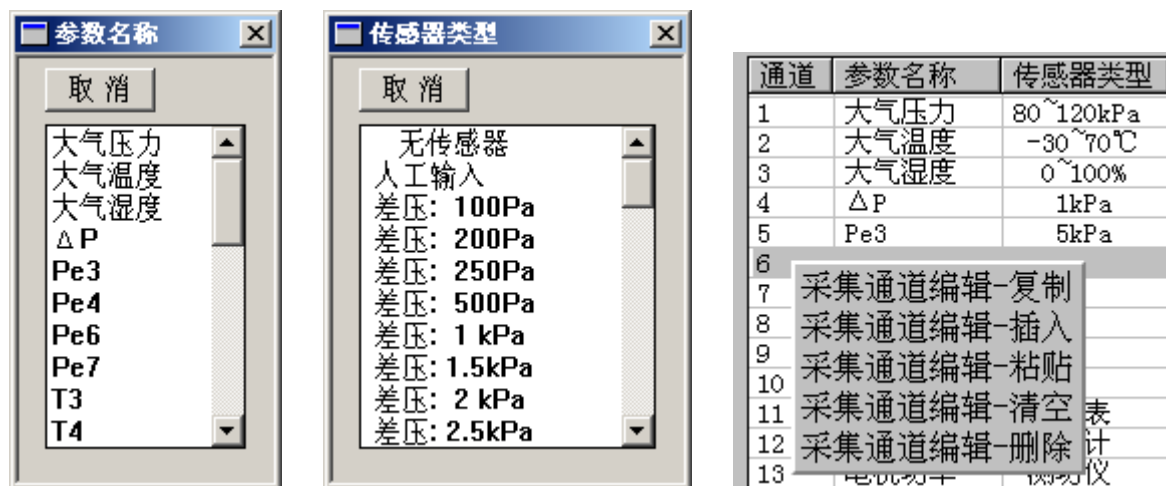 参数名称
取 消
大气压力
大气温度
大气湿度
ΔP
Pe3
Pe4
Pe6
Pe7
T3
T4
传感器类型
取 消
无传感器
人工输入
差压: 100Pa
差压: 200Pa
差压: 250Pa
差压: 500Pa
差压: 1 kPa
差压: 1.5kPa
差压: 2 kPa
差压: 2.5kPa
通道 参数名称 传感器类型
1 大气压力 80~120kPa
2 大气温度 -30~70℃
3 大气湿度 0~100%
4 ΔP 1kPa
5 Pe3 5kPa
6
7
8
9
10
11 表
12 计
13 电机功率 测功仪
采集通道编辑-复制
采集通道编辑-插入
采集通道编辑-粘贴
采集通道编辑-清空
采集通道编辑-删除